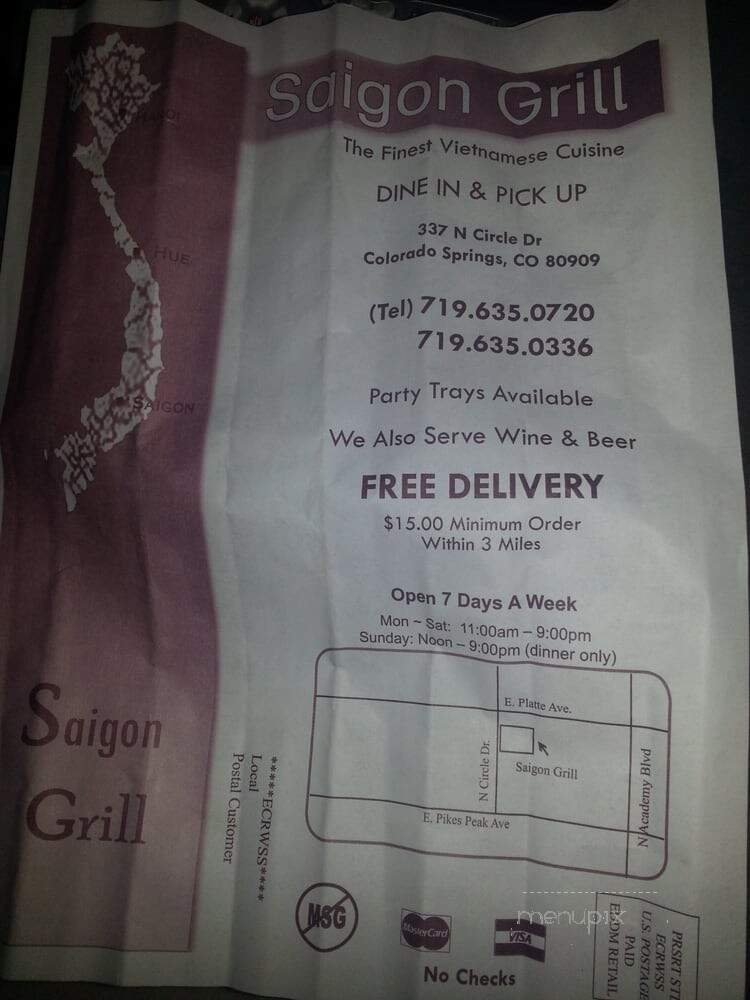 Saigon Grill
The Finest Vietnamese Cuisine
DINE IN & PICK UP
337 N Circle Dr
Colorado Springs, CO 80909
(Tel) 719.635.0720
719.635.0336
Party Trays Available
We Also Serve Wine & Beer
FREE DELIVERY
$15.00 Minimum Order
Within 3 Miles
Open 7 Days A Week
Mon ~ Sat: 11:00am – 9:00pm
Sunday: Noon – 9:00pm (dinner only)
HANOI
HUE
SAIGON
Saigon
Grill
*****ECRWSS****
Local
Postal Customer
E. Platte Ave.
N Circle Dr.
Saigon Grill
N Academy Blvd
E. Pikes Peak Ave
MSG
MasterCard
VISA
No Checks
menupix
PRSRT ST
ECRWSS
U.S. POSTAGE
PAID
EDDM RETAIL